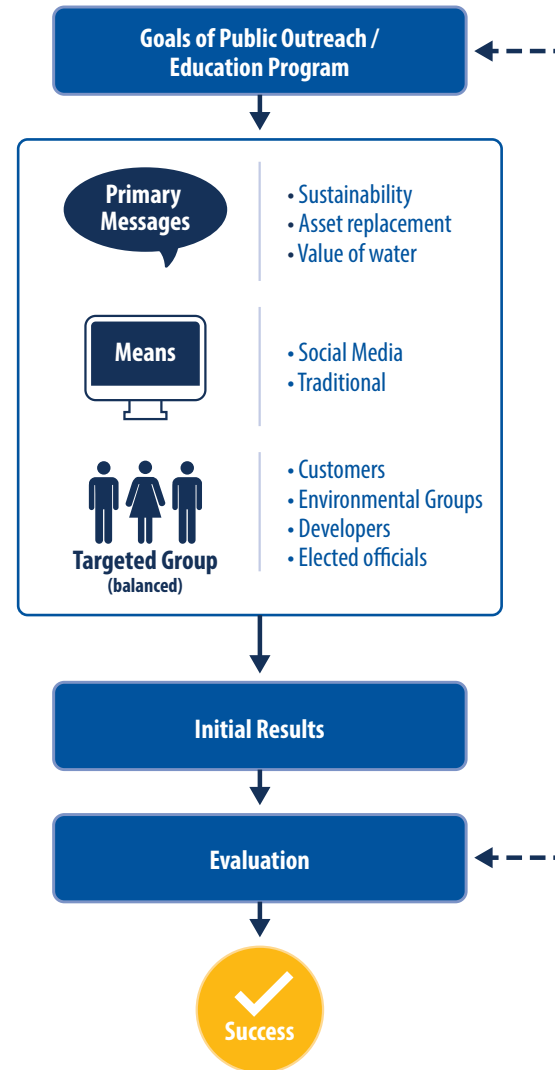 Goals of Public Outreach /
Education Program
Primary
Messages
• Sustainability
• Asset replacement
• Value of water
Means
• Social Media
• Traditional
Targeted Group
(balanced)
• Customers
• Environmental Groups
• Developers
• Elected officials
Initial Results
Evaluation
Success